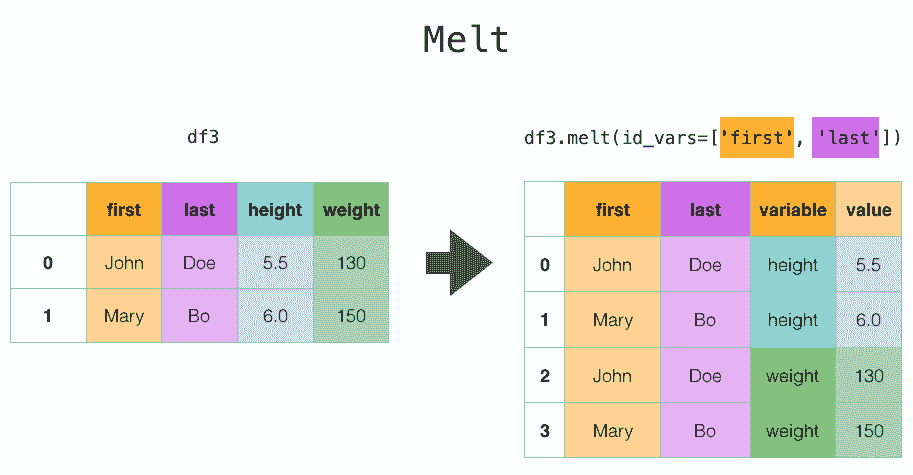 Melt
df3
first last height weight
0 John Doe 5.5 130
1 Mary Bo 6.0 150
df3.melt(id_vars=['first', 'last'])
first last variable value
0 John Doe height 5.5
1 Mary Bo height 6.0
2 John Doe weight 130
3 Mary Bo weight 150